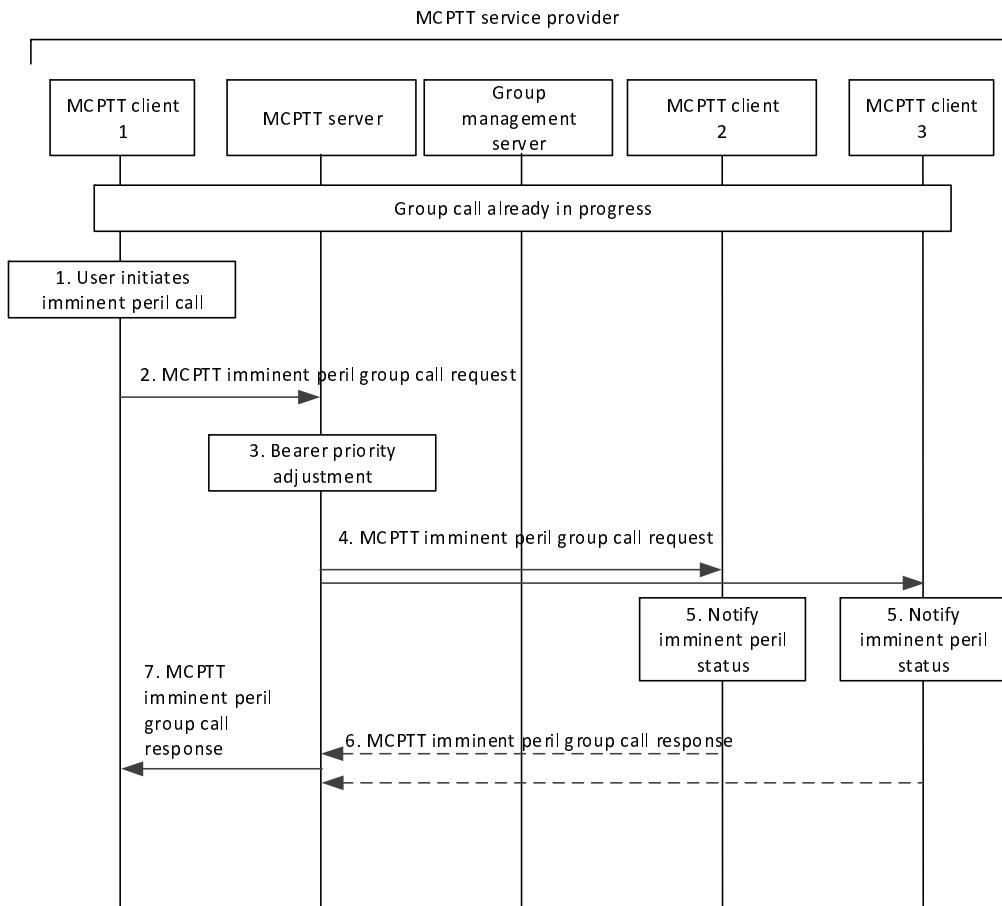 MCPTT service provider
MCPTT client
1
MCPTT server
Group
management
server
MCPTT client
2
MCPTT client
3
Group call already in progress
1. User initiates
imminent peril call
2. MCPTT imminent peril group call request
3. Bearer priority
adjustment
4. MCPTT imminent peril group call request
5. Notify
imminent peril
status
5. Notify
imminent peril
status
7. MCPTT
imminent peril
group call
response
6. MCPTT imminent peril group call response